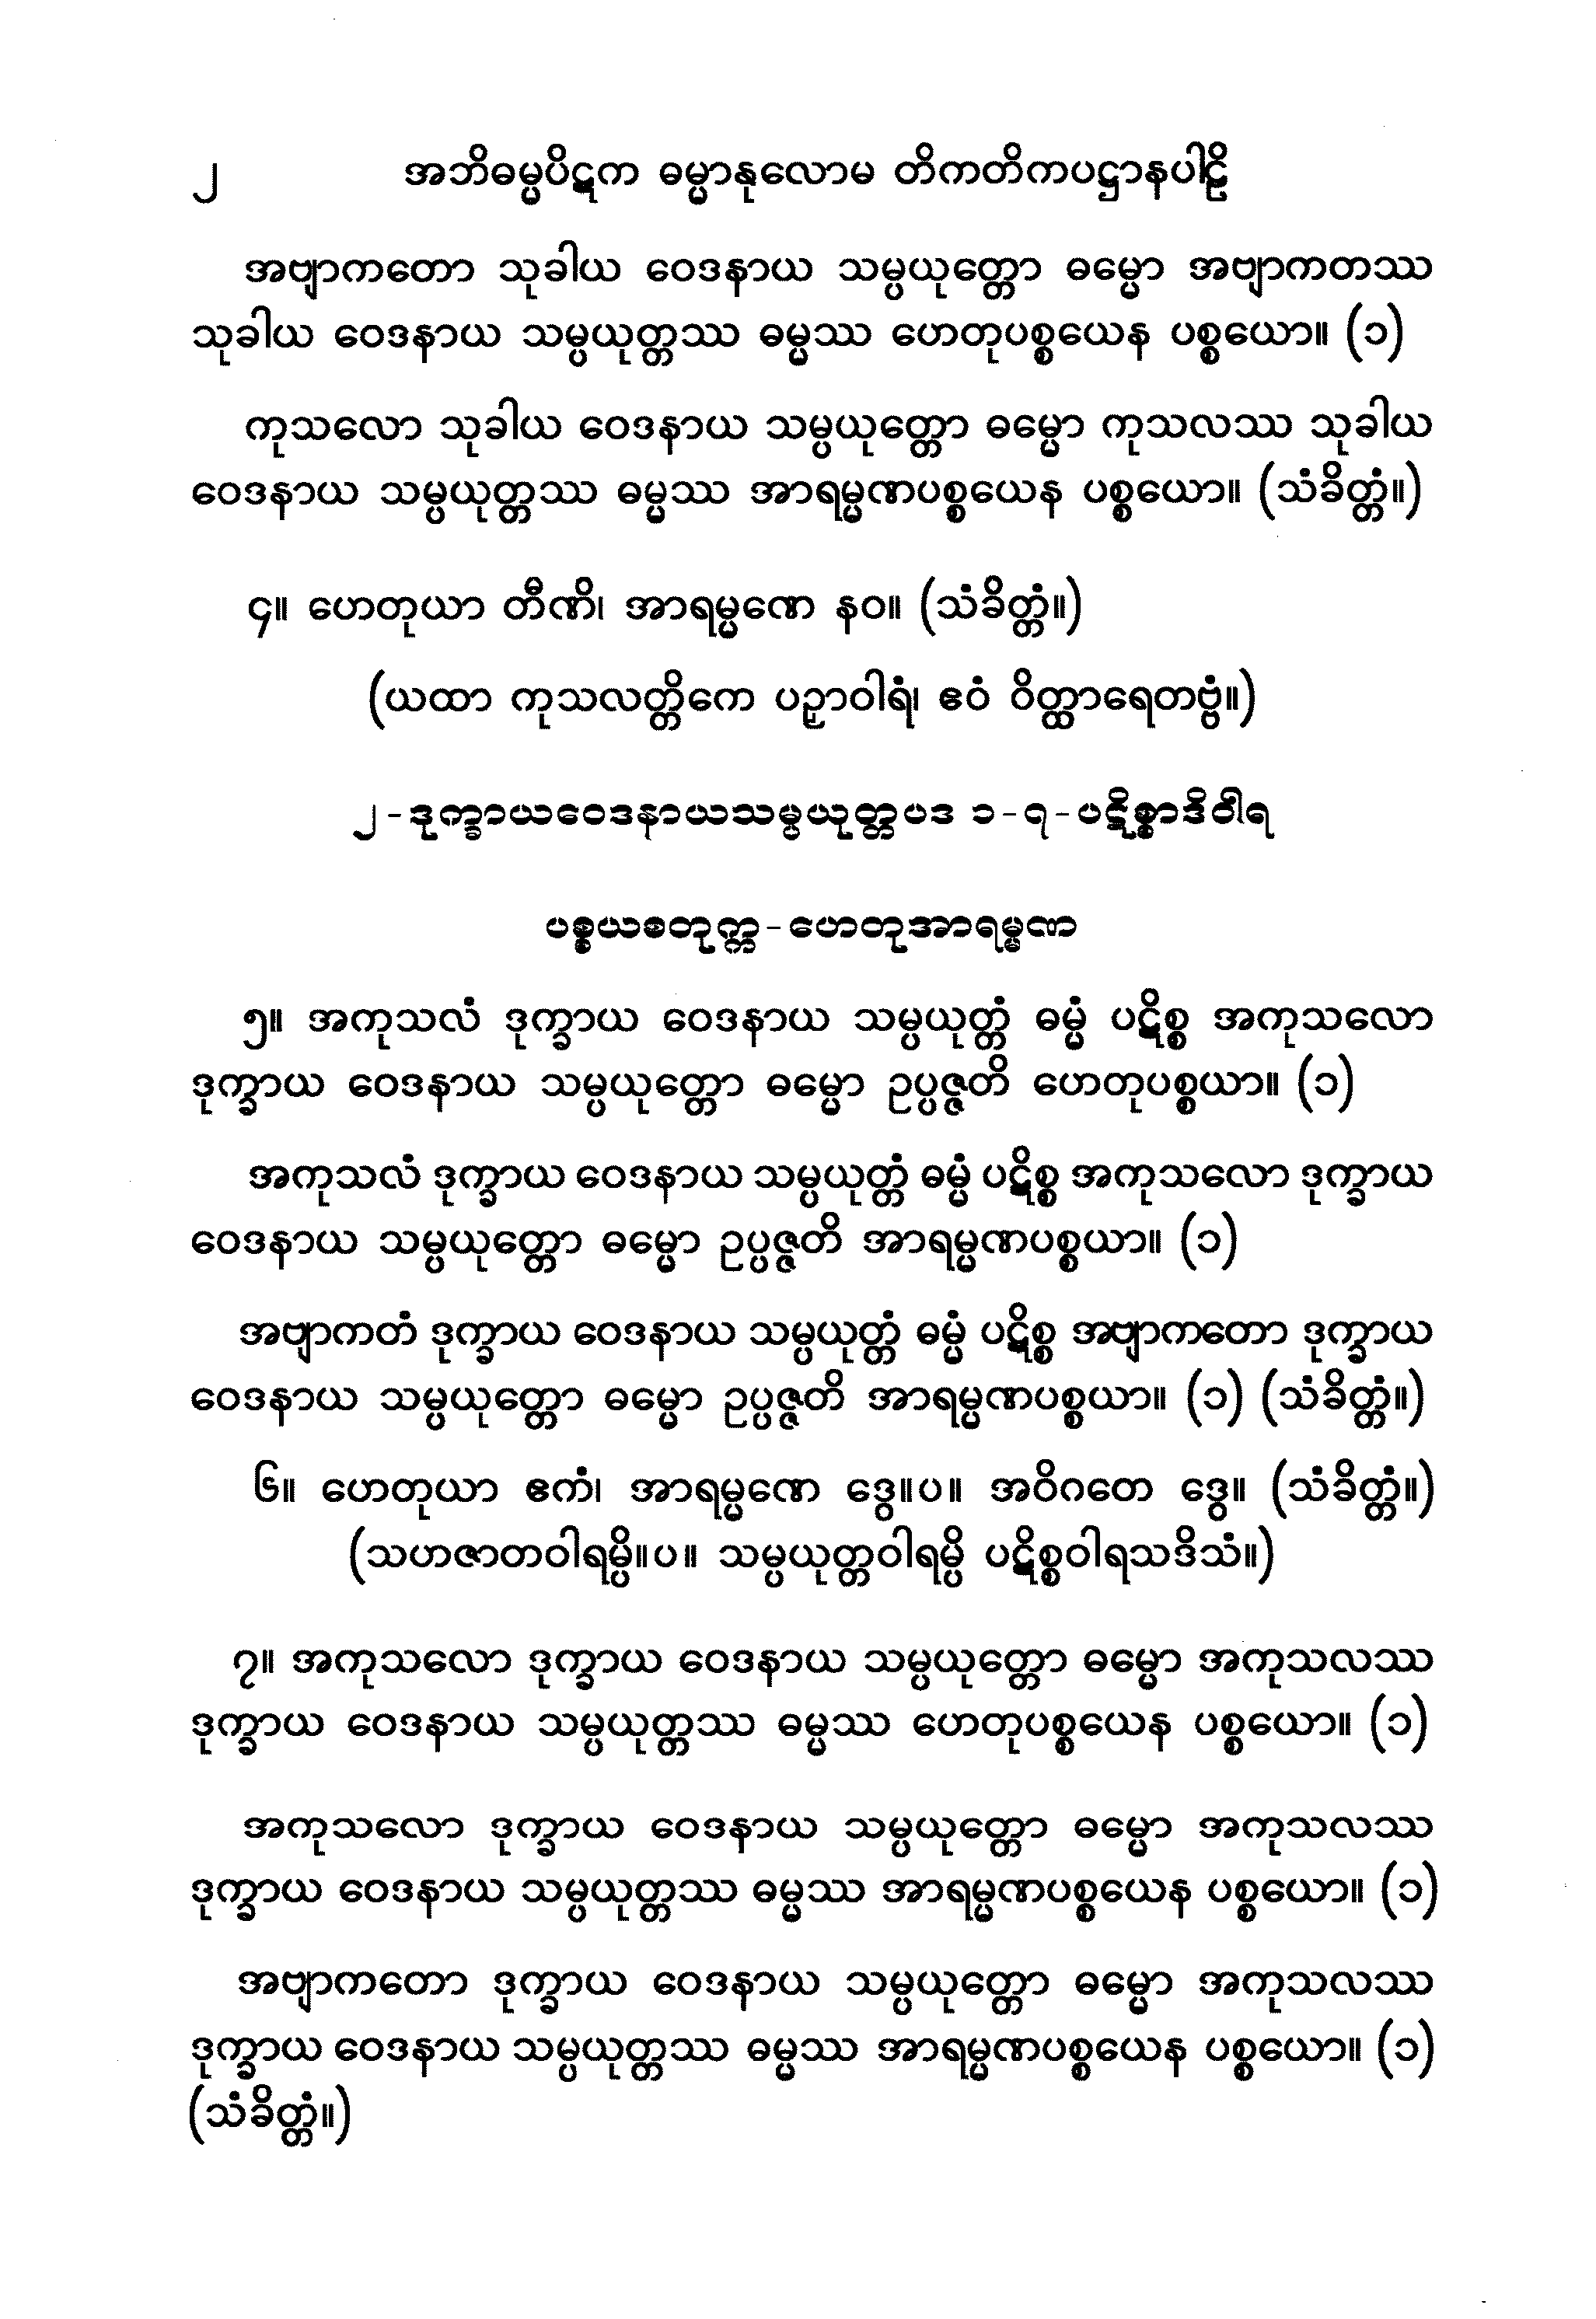 ၂ အဘိဓမ္မပိဋက ဓမ္မာနုလောမ တိကတိကပဋ္ဌာနပါဠိ
အဗျာကတော သုခါယ ဝေဒနာယ သမ္ပယုတ္တော ဓမ္မော အဗျာကတဿ
သုခါယ ဝေဒနာယ သမ္ပယုတ္တဿ ဓမ္မဿ ဟေတုပစ္စယေန ပစ္စယော။ (၁)
ကုသလော သုခါယ ဝေဒနာယ သမ္ပယုတ္တော ဓမ္မော ကုသလဿ သုခါယ
ဝေဒနာယ သမ္ပယုတ္တဿ ဓမ္မဿ အာရမ္မဏပစ္စယေန ပစ္စယော။ (သံခိတ္တံ။)
၄။ ဟေတုယာ တီဏိ၊ အာရမ္မဏေ နဝ။ (သံခိတ္တံ။)
(ယထာ ကုသလတ္တိကေ ပဉှာဝါရံ၊ ဧဝံ ဝိတ္ထာရေတဗ္ဗံ။)
၂-ဒုက္ခာယဝေဒနာယသမ္ပယုတ္တပဒ ၁-၇-ပဋိစ္စာဒိဝါရ
ပစ္စယစတုက္က-ဟေတုအာရမ္မဏ
၅။ အကုသလံ ဒုက္ခာယ ဝေဒနာယ သမ္ပယုတ္တံ ဓမ္မံ ပဋိစ္စ အကုသလော
ဒုက္ခာယ ဝေဒနာယ သမ္ပယုတ္တော ဓမ္မော ဥပ္ပဇ္ဇတိ ဟေတုပစ္စယာ။ (၁)
အကုသလံ ဒုက္ခာယ ဝေဒနာယ သမ္ပယုတ္တံ ဓမ္မံ ပဋိစ္စ အကုသလော ဒုက္ခာယ
ဝေဒနာယ သမ္ပယုတ္တော ဓမ္မော ဥပ္ပဇ္ဇတိ အာရမ္မဏပစ္စယာ။ (၁)
အဗျာကတံ ဒုက္ခာယ ဝေဒနာယ သမ္ပယုတ္တံ ဓမ္မံ ပဋိစ္စ အဗျာကတော ဒုက္ခာယ
ဝေဒနာယ သမ္ပယုတ္တော ဓမ္မော ဥပ္ပဇ္ဇတိ အာရမ္မဏပစ္စယာ။ (၁) (သံခိတ္တံ။)
၆။ ဟေတုယာ ဧကံ၊ အာရမ္မဏေ ဒွေ။ပ။ အဝိဂတေ ဒွေ။ (သံခိတ္တံ။)
(သဟဇာတဝါရမ္ပိ။ပ။ သမ္ပယုတ္တဝါရမ္ပိ ပဋိစ္စဝါရသဒိသံ။)
၇။ အကုသလော ဒုက္ခာယ ဝေဒနာယ သမ္ပယုတ္တော ဓမ္မော အကုသလဿ
ဒုက္ခာယ ဝေဒနာယ သမ္ပယုတ္တဿ ဓမ္မဿ ဟေတုပစ္စယေန ပစ္စယော။ (၁)
အကုသလော ဒုက္ခာယ ဝေဒနာယ သမ္ပယုတ္တော ဓမ္မော အကုသလဿ
ဒုက္ခာယ ဝေဒနာယ သမ္ပယုတ္တဿ ဓမ္မဿ အာရမ္မဏပစ္စယေန ပစ္စယော။ (၁)
အဗျာကတော ဒုက္ခာယ ဝေဒနာယ သမ္ပယုတ္တော ဓမ္မော အကုသလဿ
ဒုက္ခာယ ဝေဒနာယ သမ္ပယုတ္တဿ ဓမ္မဿ အာရမ္မဏပစ္စယေန ပစ္စယော။ (၁)
(သံခိတ္တံ။)